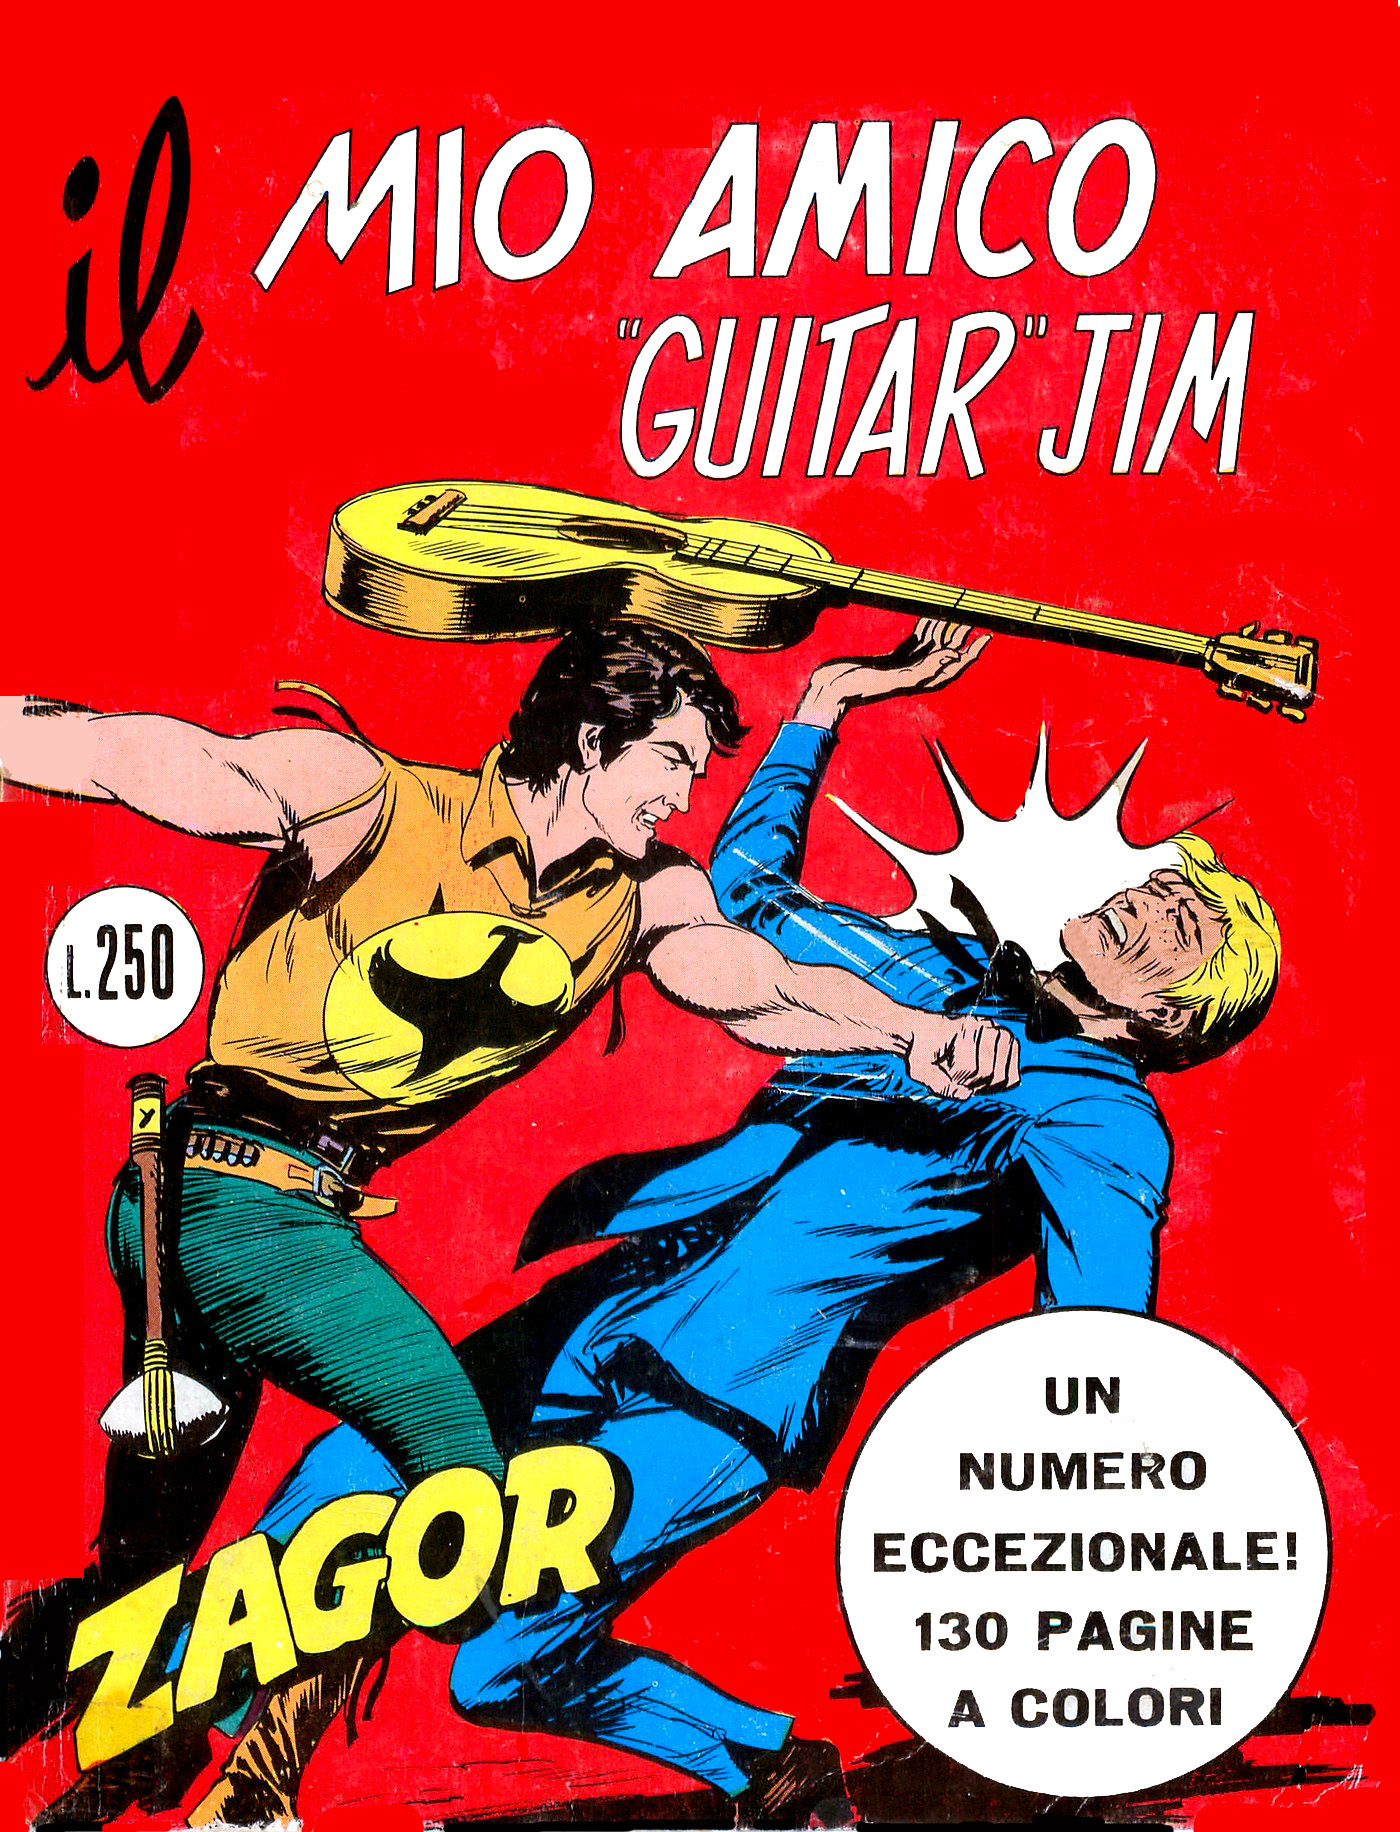 il
MIO AMICO
"GUITAR" JIM
L.250
ZAGOR
UN
NUMERO
ECCEZIONALE!
130 PAGINE
A COLORI